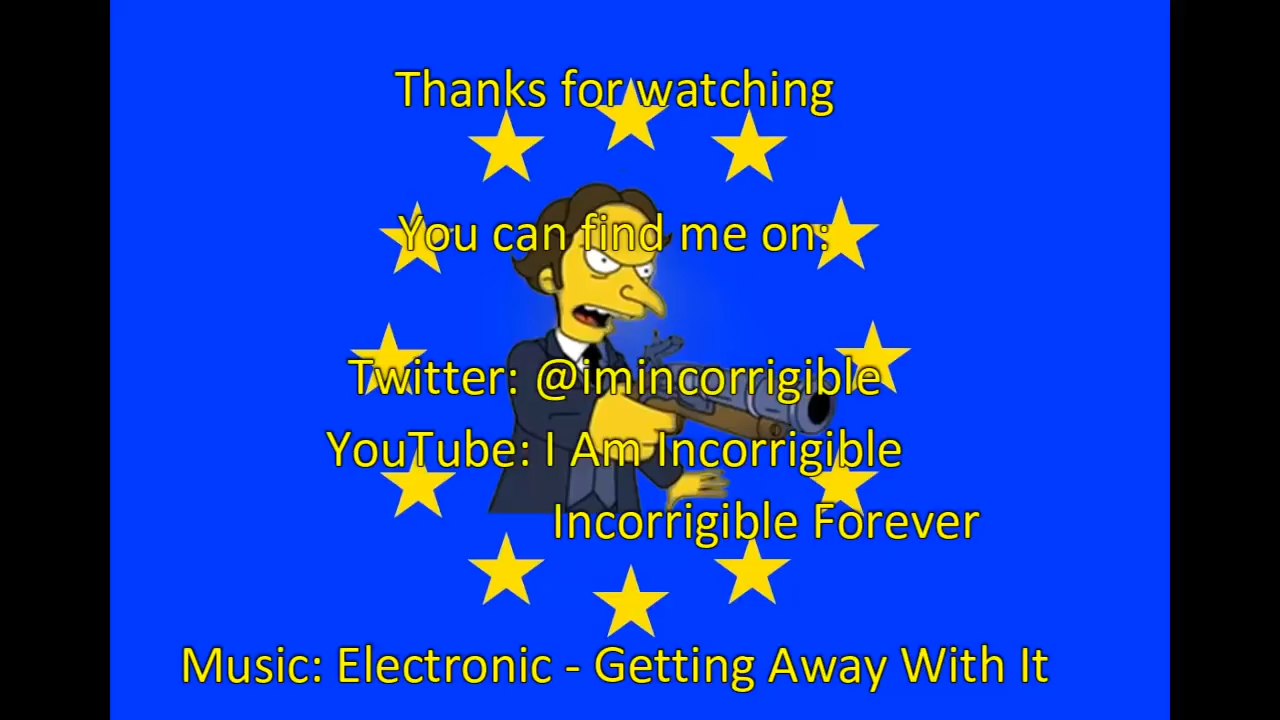 Thanks for watching
You can find me on:
Twitter: @imincorrigible
YouTube: I Am Incorrigible
Incorrigible Forever
Music: Electronic - Getting Away With It